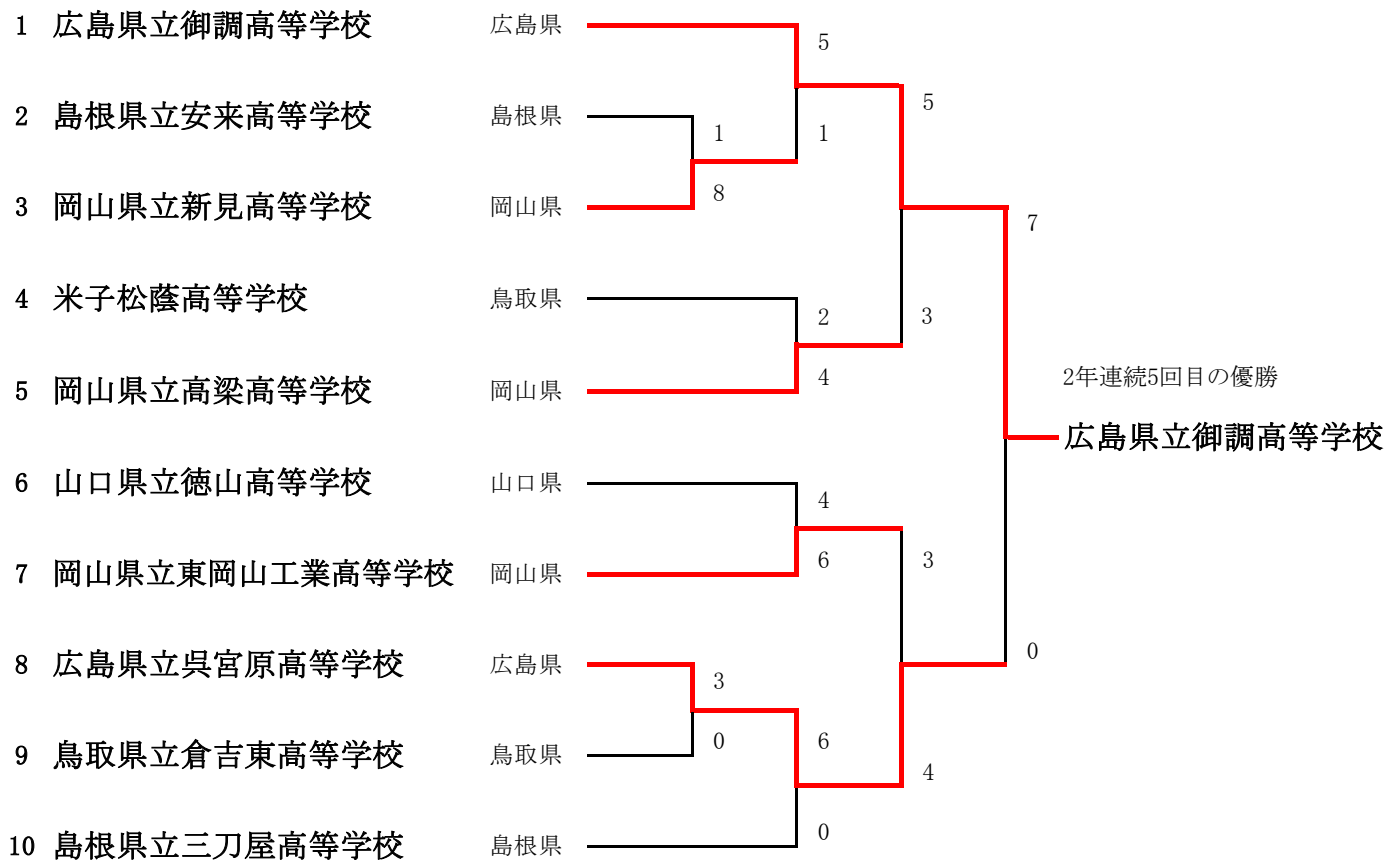 1 広島県立御調高等学校 広島県
5
5
2 島根県立安来高等学校 島根県
1
1
8
3 岡山県立新見高等学校 岡山県
7
4 米子松蔭高等学校 鳥取県
2
3
4
2年連続5回目の優勝
5 岡山県立高梁高等学校 岡山県
広島県立御調高等学校
6 山口県立徳山高等学校 山口県
4
6
3
7 岡山県立東岡山工業高等学校 岡山県
0
8 広島県立呉宮原高等学校 広島県
3
0
6
9 鳥取県立倉吉東高等学校 鳥取県
4
0
10 島根県立三刀屋高等学校 島根県